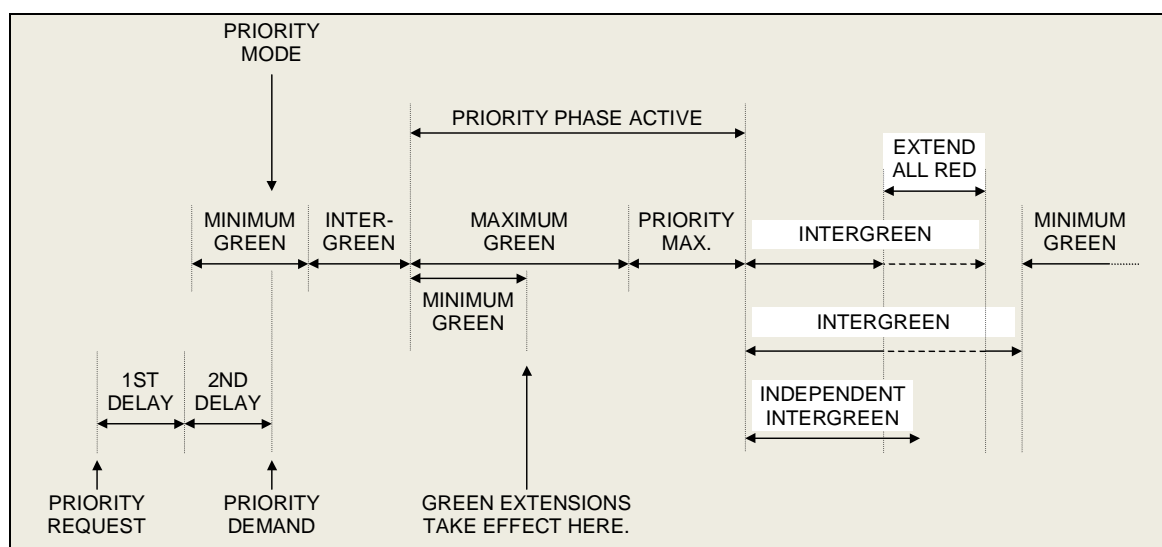 PRIORITY
MODE
PRIORITY PHASE ACTIVE
EXTEND
ALL RED
MINIMUM
GREEN
INTER-
GREEN
MAXIMUM
GREEN
PRIORITY
MAX.
INTERGREEN
MINIMUM
GREEN
MINIMUM
GREEN
INTERGREEN
1ST
DELAY
2ND
DELAY
INDEPENDENT
INTERGREEN
PRIORITY
REQUEST
PRIORITY
DEMAND
GREEN EXTENSIONS
TAKE EFFECT HERE.